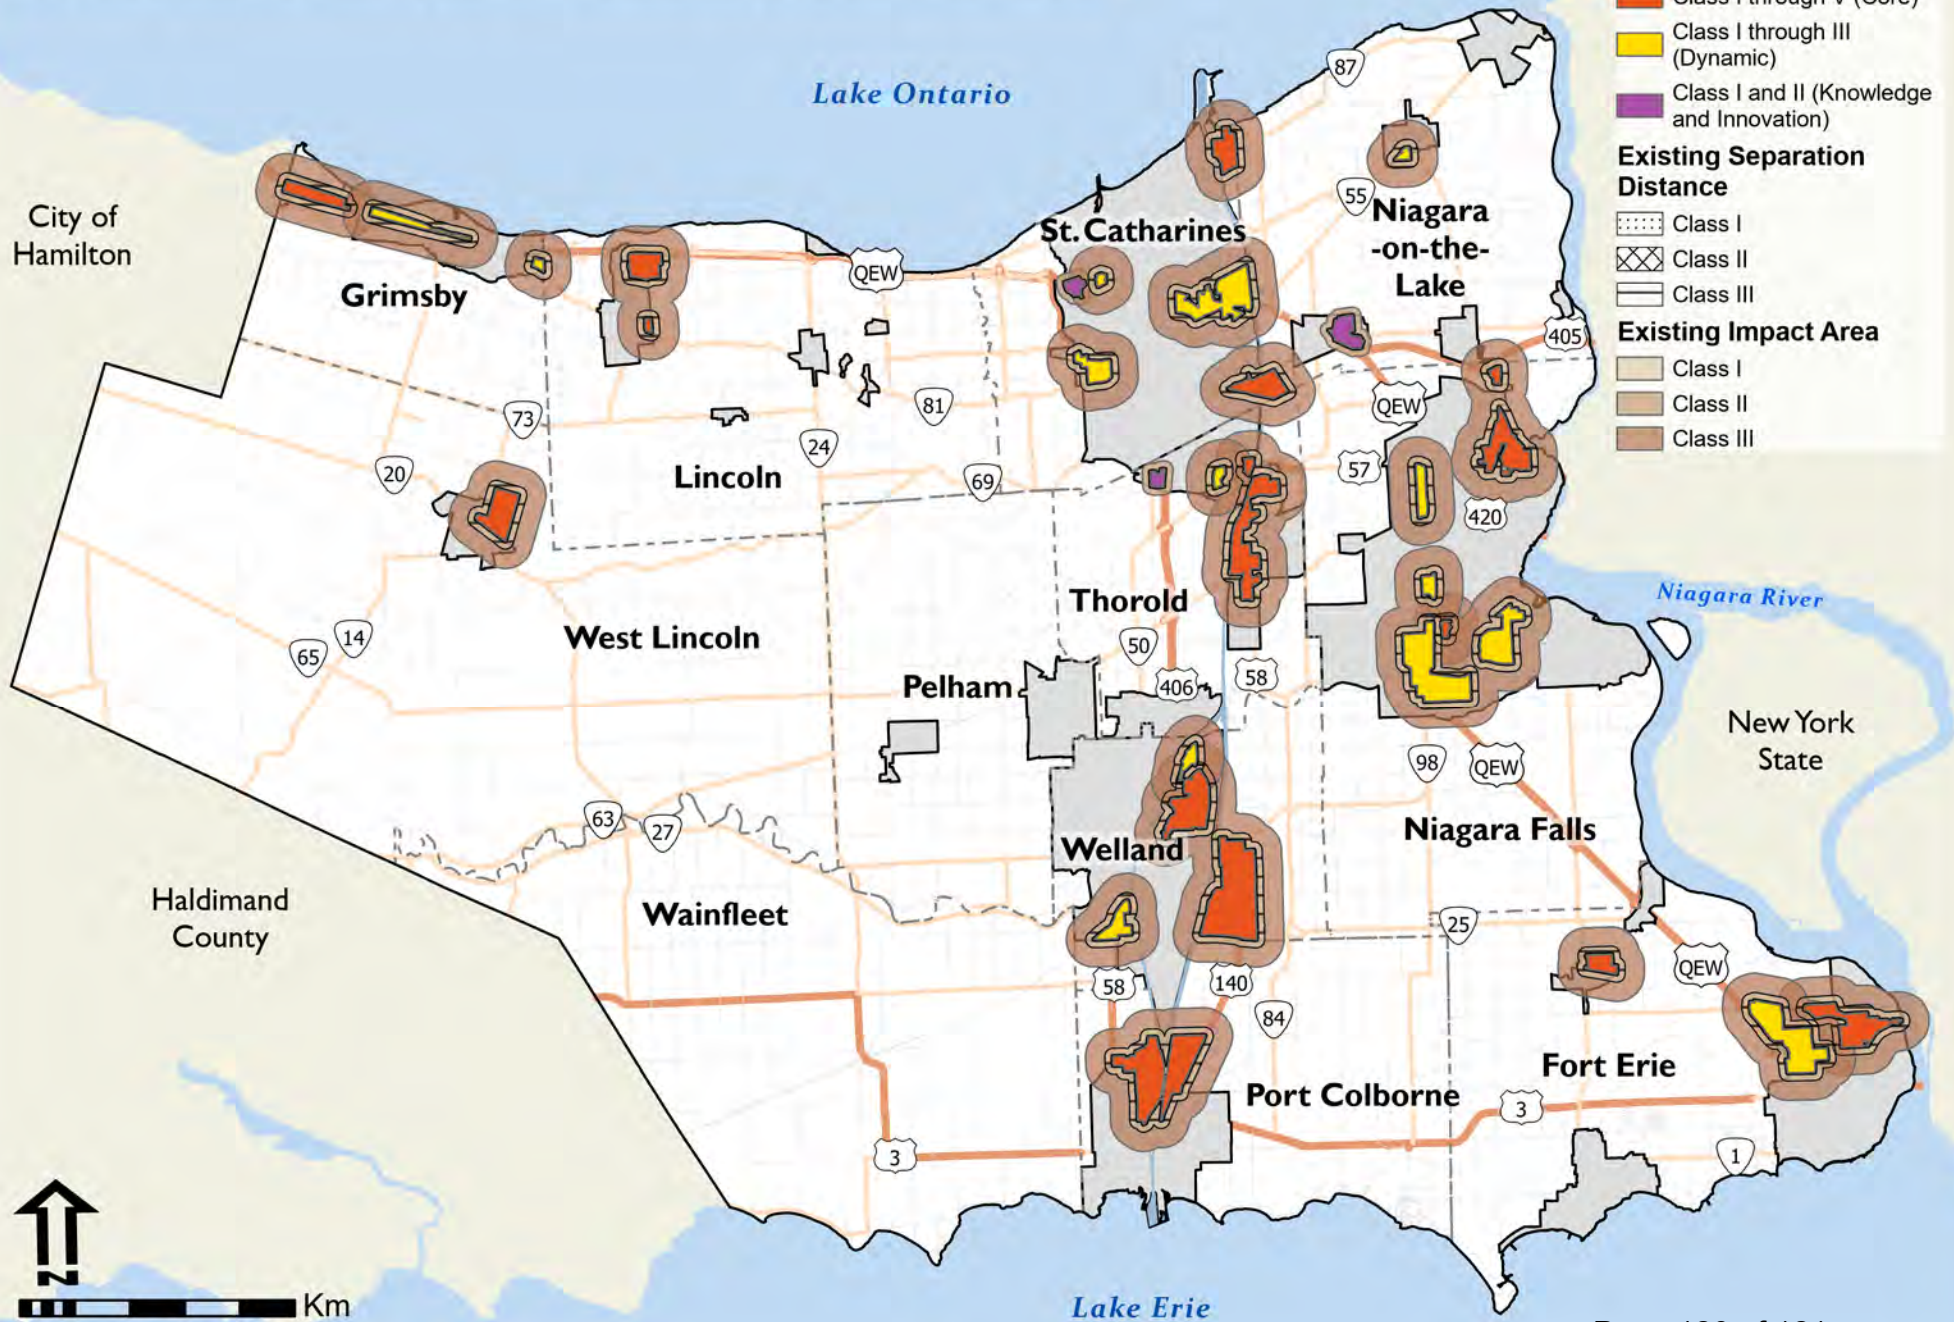 Class I through V (Core)
Class I through III
(Dynamic)
Class I and II (Knowledge
and Innovation)
Existing Separation
Distance
Class I
Class II
Class III
Existing Impact Area
Class I
Class II
Class III
Lake Ontario
87
City of
Hamilton
55
Niagara
-on-the-
Lake
St. Catharines
QEW
Grimsby
405
73
81
QEW
24
20
Lincoln
69
57
420
Niagara River
Thorold
West Lincoln
14
65
50
Pelham
406
58
New York
State
98
QEW
63
27
Niagara Falls
Welland
Haldimand
County
Wainfleet
25
QEW
58
140
84
Fort Erie
Port Colborne
3
3
1
N
Km
Lake Erie